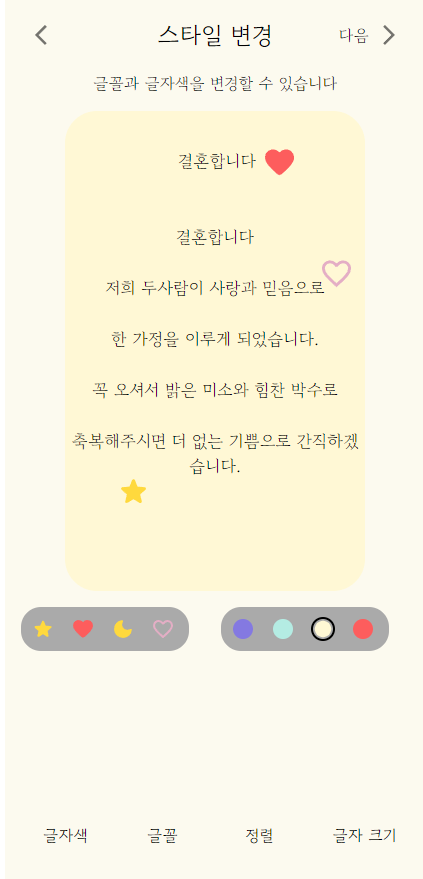 스타일 변경
다음
글꼴과 글자색을 변경할 수 있습니다
결혼합니다
결혼합니다
저희 두사람이 사랑과 믿음으로
한 가정을 이루게 되었습니다.
꼭 오셔서 밝은 미소와 힘찬 박수로
축복해주시면 더 없는 기쁨으로 간직하겠
습니다.
글자색
글꼴
정렬
글자 크기